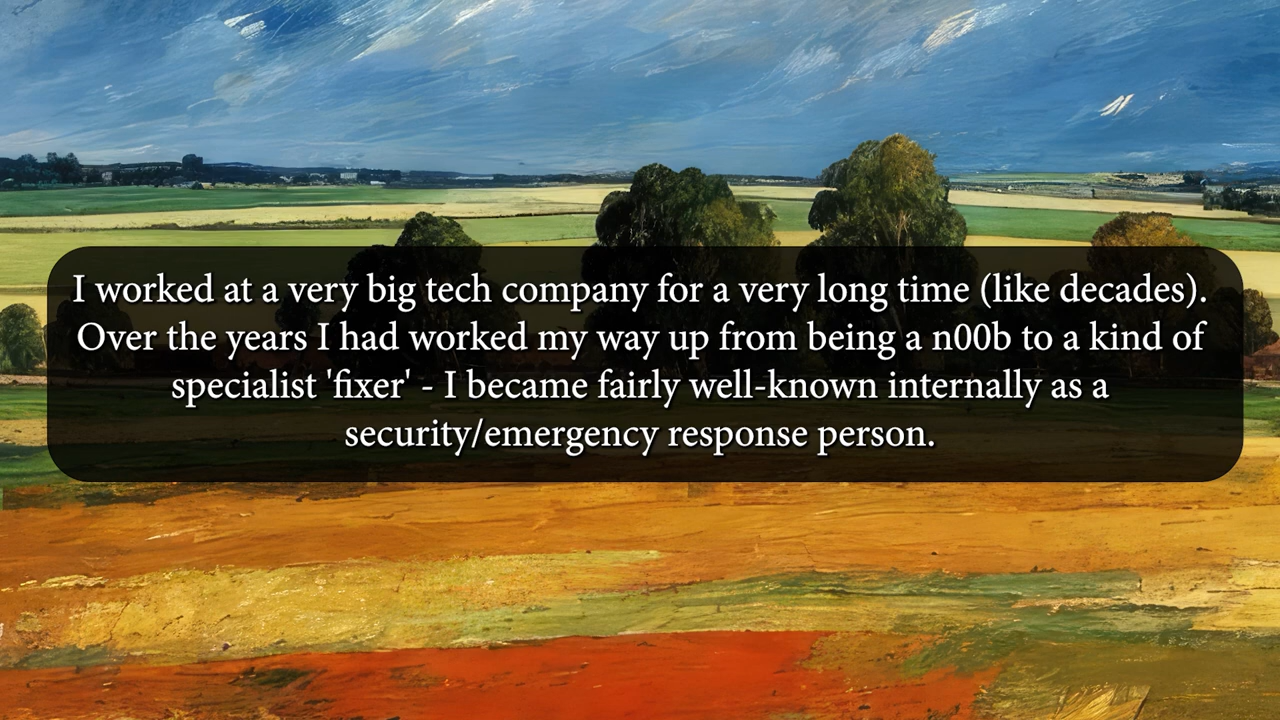 I worked at a very big tech company for a very long time (like decades).
Over the years I had worked my way up from being a n00b to a kind of
specialist 'fixer' - I became fairly well-known internally as a
security/emergency response person.